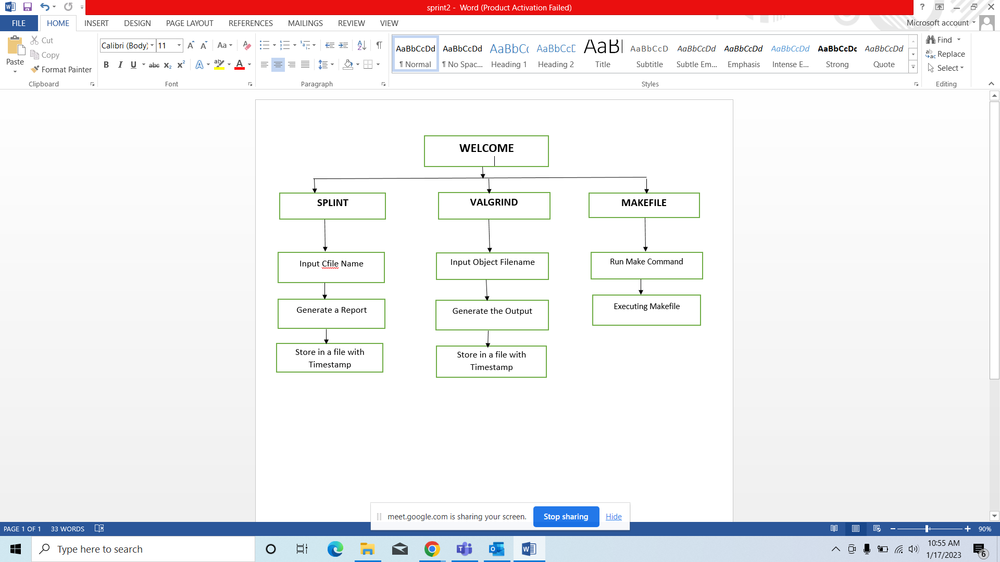 sprint2 - Word (Product Activation Failed)
?
FILE HOME INSERT DESIGN PAGE LAYOUT REFERENCES MAILINGS REVIEW VIEW Microsoft account
Paste
Cut
Copy
Format Painter
Clipboard
Calibri (Body) 11
Aa
B I U abc x₂ x² A ab A
Font
Paragraph
AaBbCcDd AaBbCcDd AaBbCc AaBbCcD AaBl AaBbCcD AaBbCcDd AaBbCcDd AaBbCcDd AaBbCcDc AaBbCcDd
¶ Normal ¶ No Spac... Heading 1 Heading 2 Title Subtitle Subtle Em... Emphasis Intense E... Strong Quote
Styles
Find
Replace
Select
Editing
WELCOME
SPLINT VALGRIND MAKEFILE
Input Cfile Name Input Object Filename Run Make Command
Generate a Report Generate the Output Executing Makefile
Store in a file with
Timestamp
Store in a file with
Timestamp
meet.google.com is sharing your screen. Stop sharing Hide
PAGE 1 OF 1 33 WORDS 90%
Type here to search
10:55 AM
1/17/2023
6